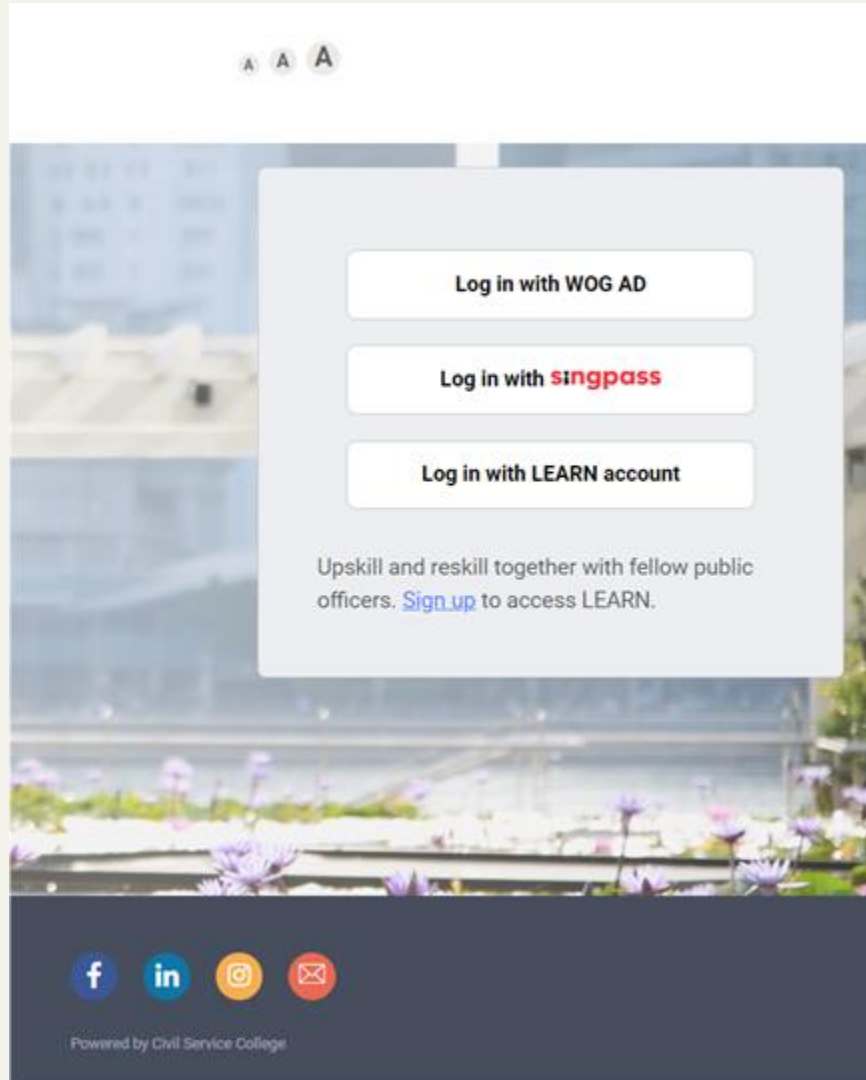 A A A
Log in with WOG AD
Log in with singpass
Log in with LEARN account
Upskill and reskill together with fellow public
officers. Sign up to access LEARN.
f in
Powered by Civil Service College